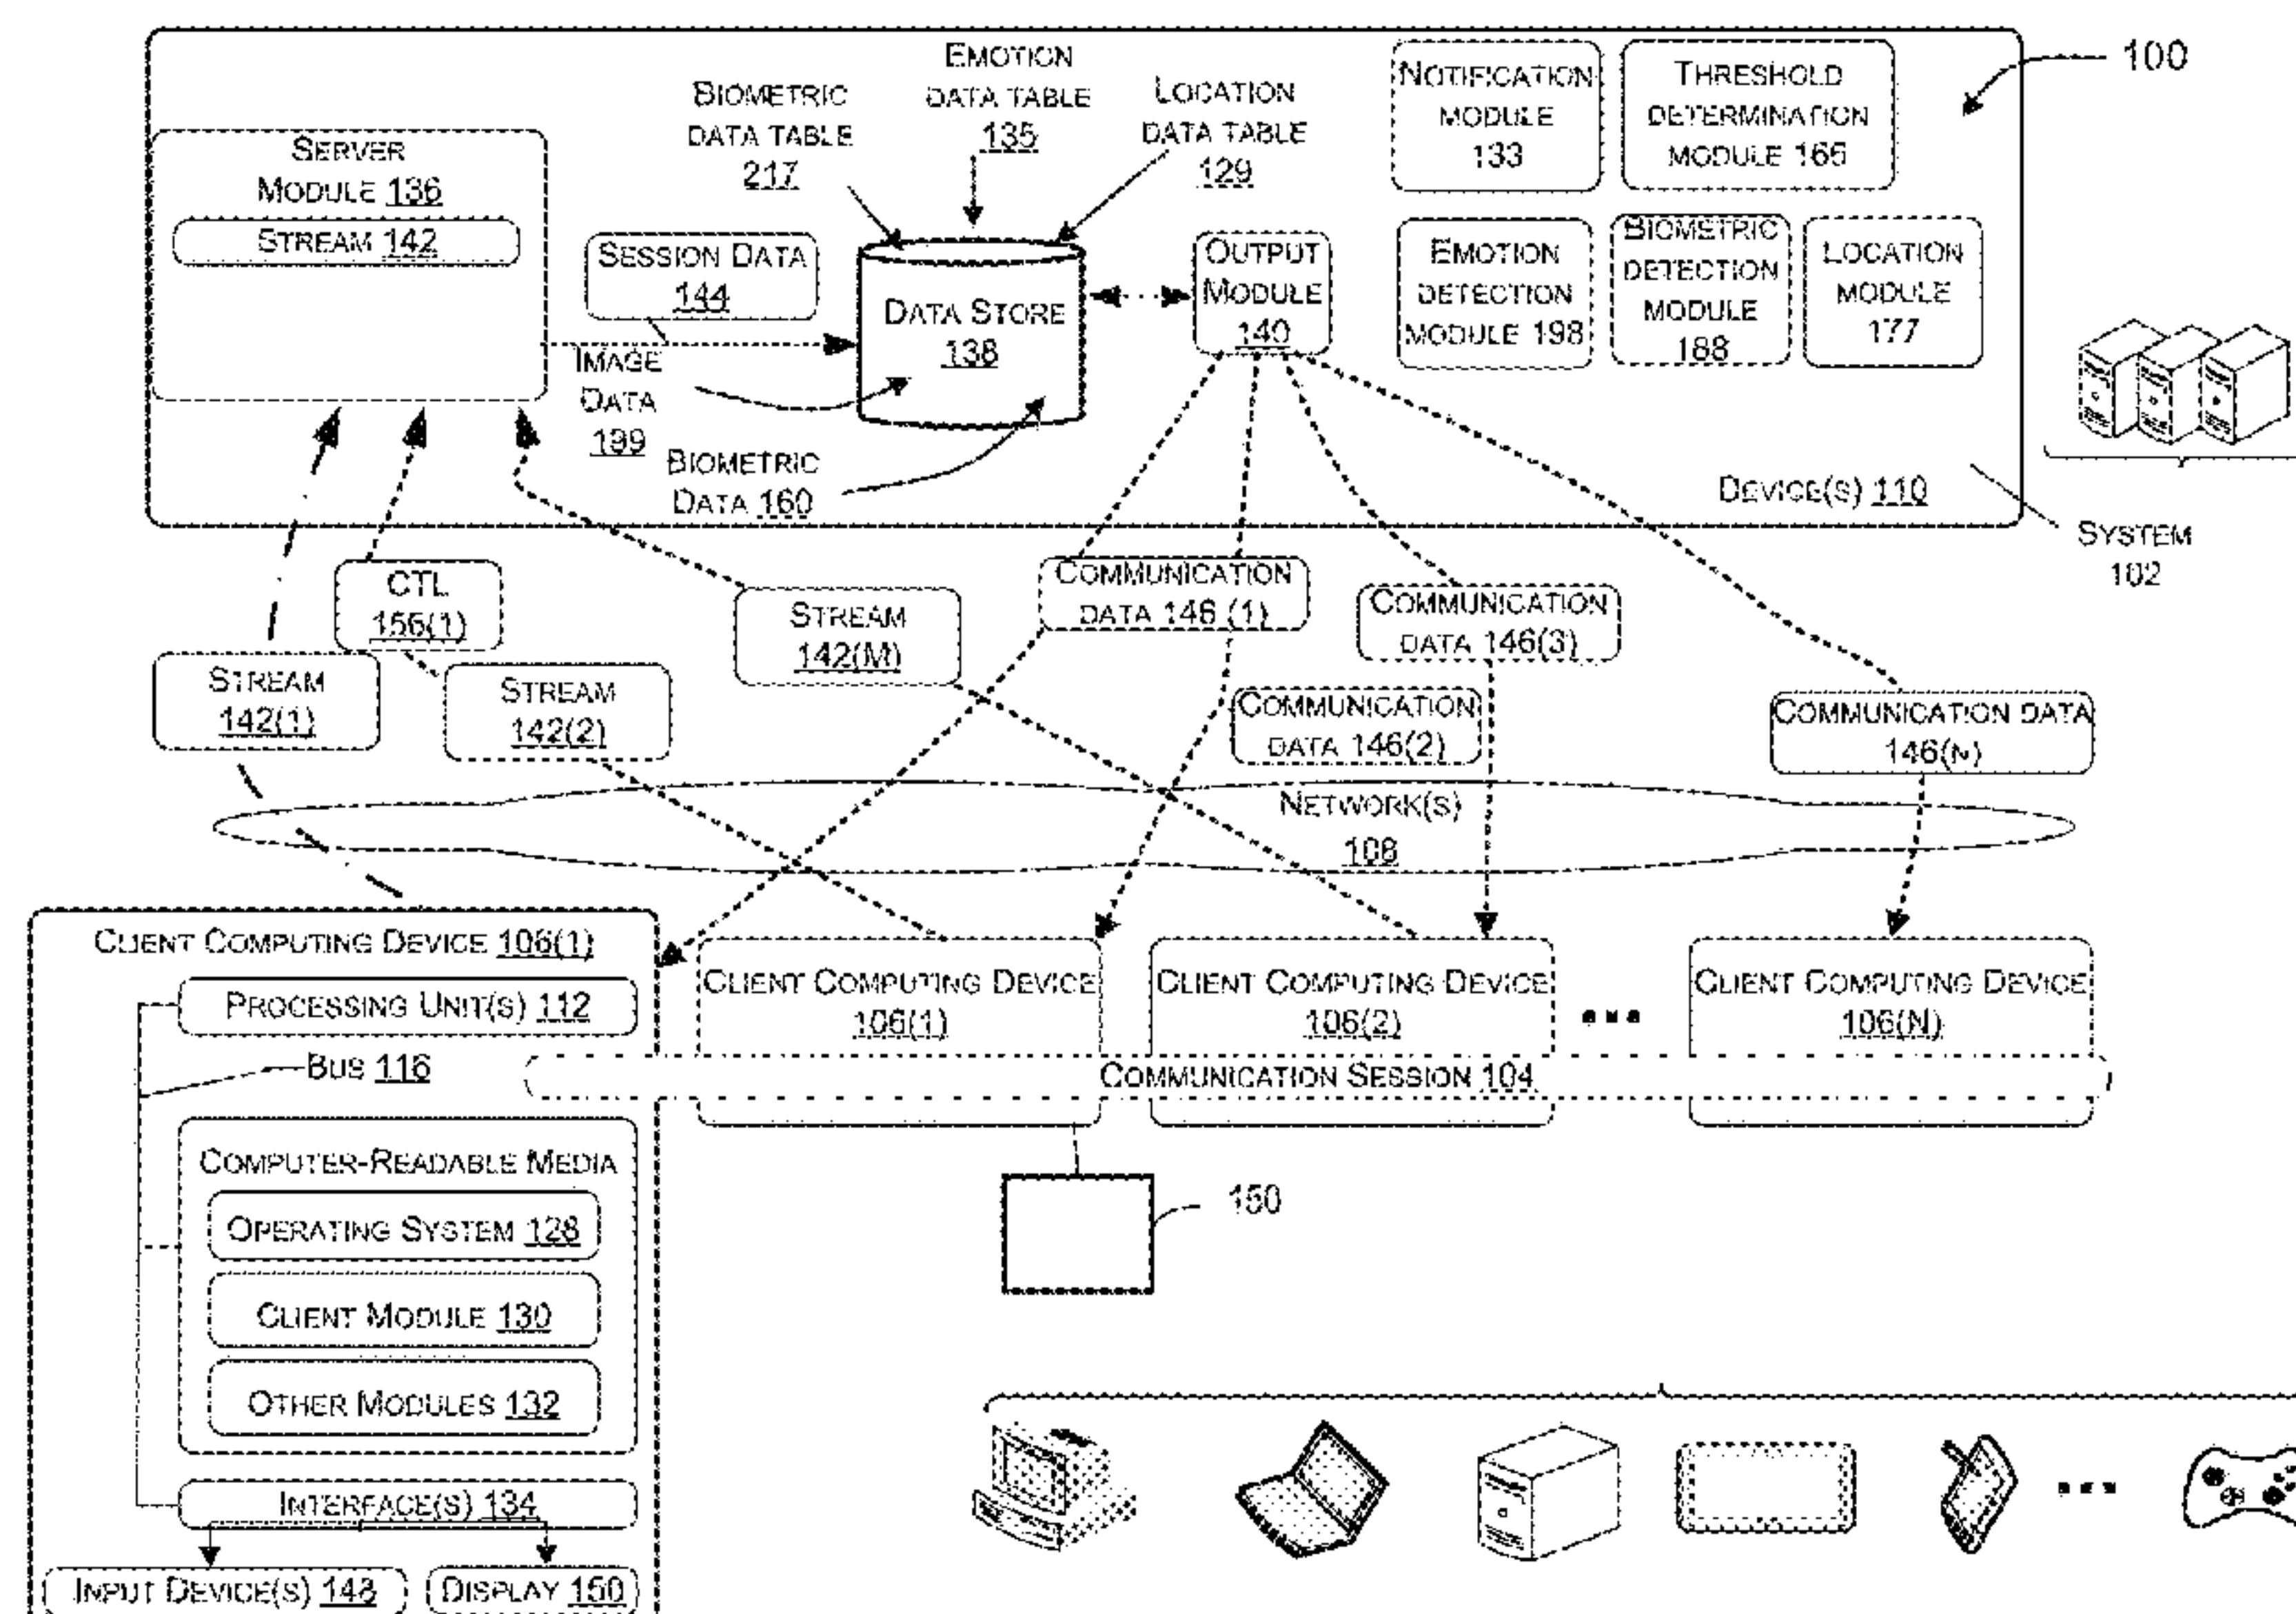 100
SERVER
MODULE 136
STREAM 142
BIOMETRIC
DATA TABLE
217
EMOTION
DATA TABLE
135
LOCATION
DATA TABLE
129
NOTIFICATION
MODULE
133
THRESHOLD
DETERMINATION
MODULE 166
SESSION DATA
144
DATA STORE
138
OUTPUT
MODULE
140
EMOTION
DETECTION
MODULE 198
BIOMETRIC
DETECTION
MODULE
188
LOCATION
MODULE
177
IMAGE
DATA
199
BIOMETRIC
DATA 160
DEVICE(S) 110
SYSTEM
102
CTL
156(1)
STREAM
142(1)
STREAM
142(2)
STREAM
142(M)
COMMUNICATION
DATA 146 (1)
COMMUNICATION
DATA 146(3)
COMMUNICATION
DATA 146(2)
COMMUNICATION DATA
146(N)
NETWORK(S)
108
CLIENT COMPUTING DEVICE 106(1)
PROCESSING UNIT(S) 112
BUS 116
COMPUTER-READABLE MEDIA
OPERATING SYSTEM 128
CLIENT MODULE 130
OTHER MODULES 132
INTERFACE(S) 134
INPUT DEVICE(S) 148
DISPLAY 150
CLIENT COMPUTING DEVICE
106(1)
CLIENT COMPUTING DEVICE
106(2)
CLIENT COMPUTING DEVICE
106(N)
COMMUNICATION SESSION 104
150